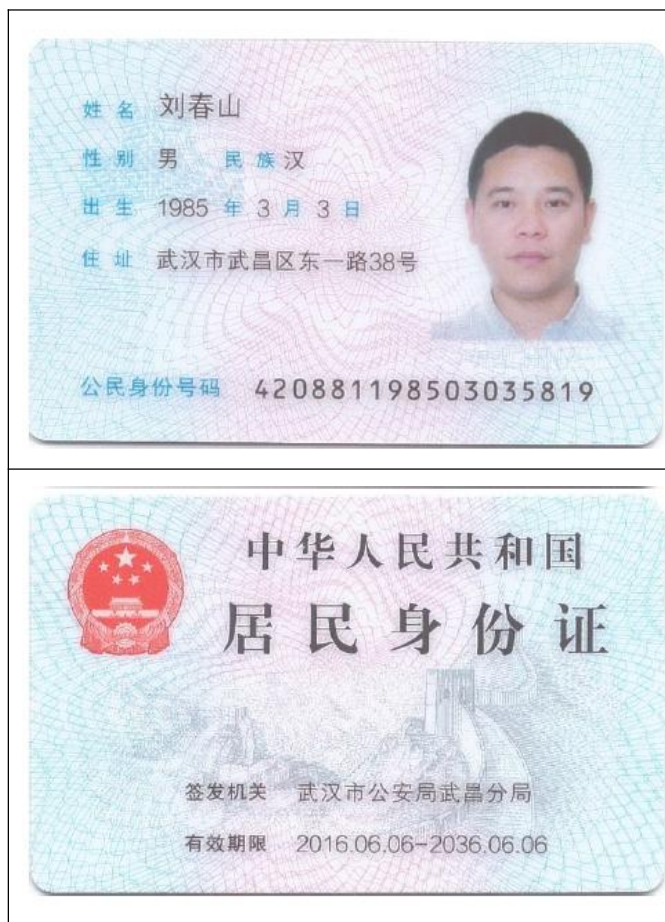 姓名 刘春山
性别 男 民族 汉
出生 1985 年 3 月 3 日
住址 武汉市武昌区东一路38号
公民身份号码 420881198503035819
中华人民共和国
居民身份证
签发机关 武汉市公安局武昌分局
有效期限 2016.06.06-2036.06.06